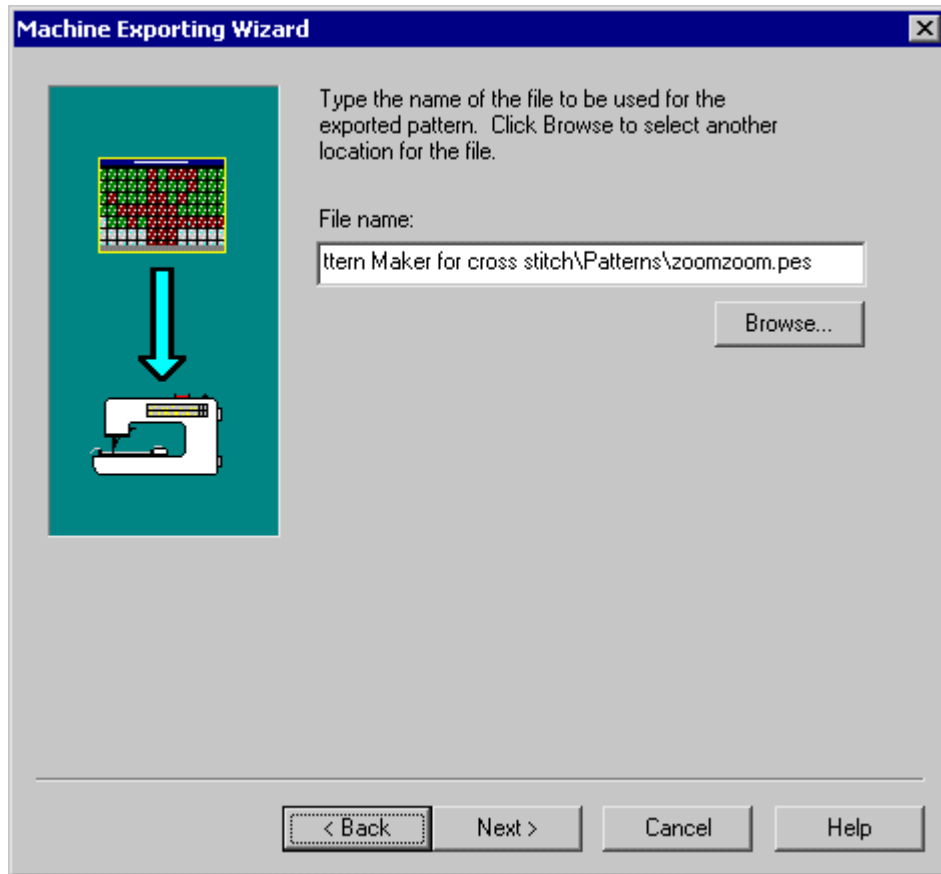 Machine Exporting Wizard
Type the name of the file to be used for the
exported pattern.  Click Browse to select another
location for the file.
File name:
ttern Maker for cross stitch\Patterns\zoomzoom.pes
Browse...
< Back
Next >
Cancel
Help